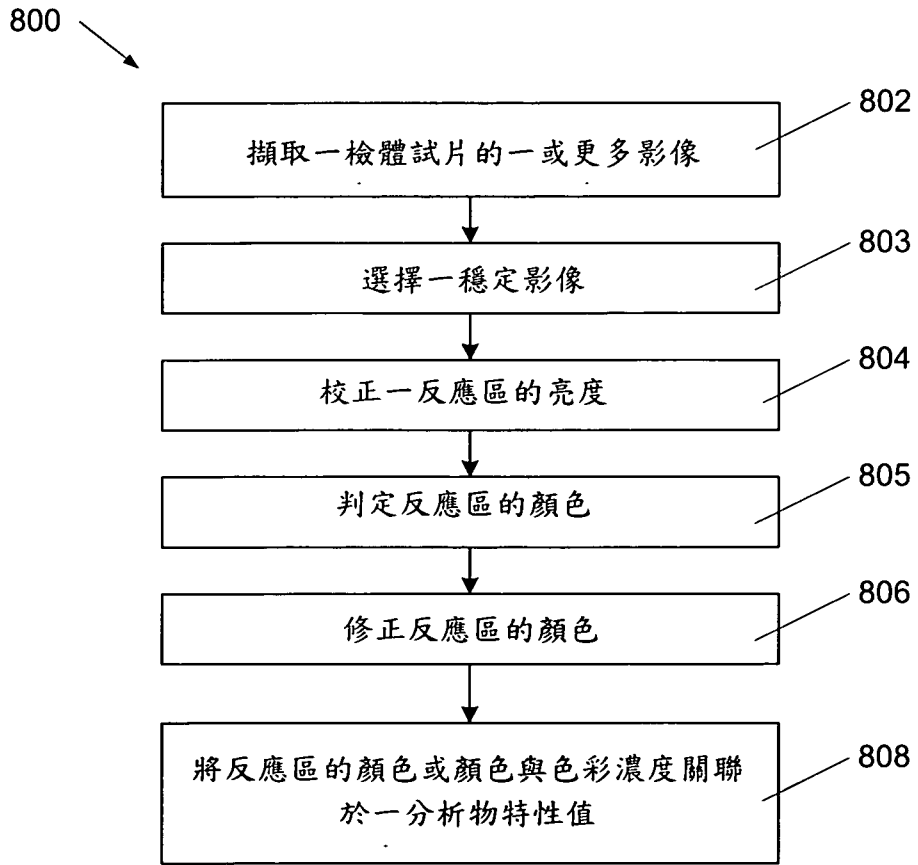 800
802
擷取一檢體試片的一或更多影像
803
選擇一穩定影像
804
校正一反應區的亮度
805
判定反應區的顏色
806
修正反應區的顏色
808
將反應區的顏色或顏色與色彩濃度關聯
於一分析物特性值